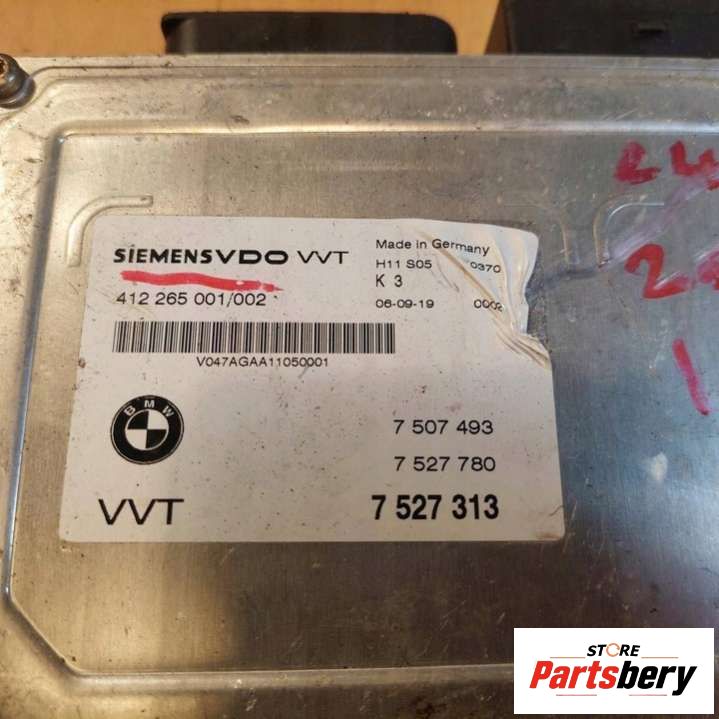 SIEMENSVDO VVT
Made in Germany
H11 S05 0370
K 3
412 265 001/002
06-09-19 0002
V047AGAA11050001
BMW
7 507 493
7 527 780
VVT 7 527 313
1
STORE
Partsbery